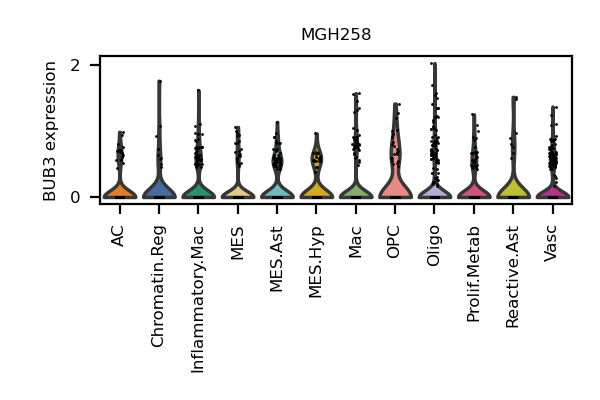 MGH258
BUB3 expression
2
0
AC
Chromatin.Reg
Inflammatory.Mac
MES
MES.Ast
MES.Hyp
Mac
OPC
Oligo
Prolif.Metab
Reactive.Ast
Vasc